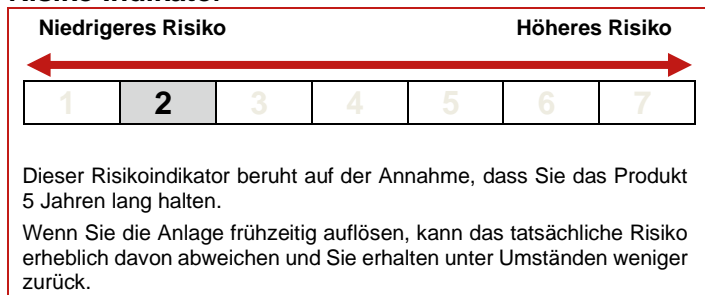 Niedrigeres Risiko Höheres Risiko
1 2 3 4 5 6 7
Dieser Risikoindikator beruht auf der Annahme, dass Sie das Produkt
5 Jahren lang halten.
Wenn Sie die Anlage frühzeitig auflösen, kann das tatsächliche Risiko
erheblich davon abweichen und Sie erhalten unter Umständen weniger
zurück.